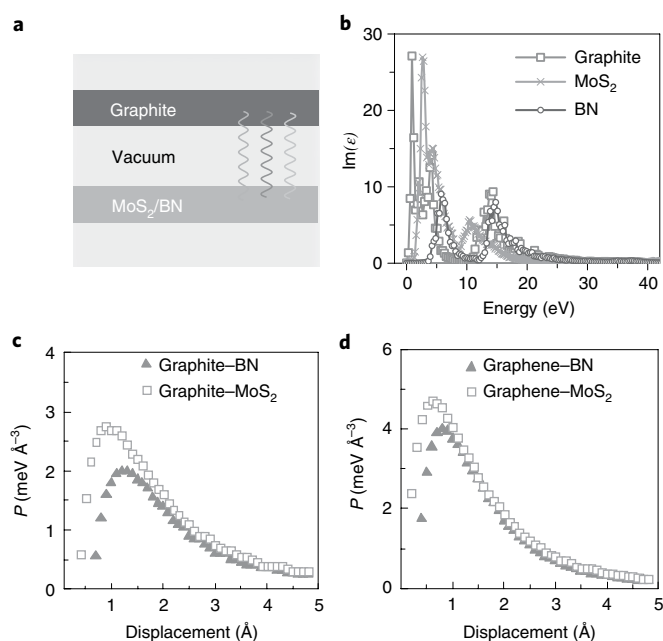 a
Graphite
Vacuum
MoS₂/BN
b
Graphite
MoS₂
BN
Im(ε)
30
20
10
0
0 10 20 30 40
Energy (eV)
c
Graphite–BN
Graphite–MoS₂
P (meV Å⁻³)
4
3
2
1
0
1 2 3 4 5
Displacement (Å)
d
Graphene–BN
Graphene–MoS₂
P (meV Å⁻³)
6
4
2
0
0 1 2 3 4 5
Displacement (Å)